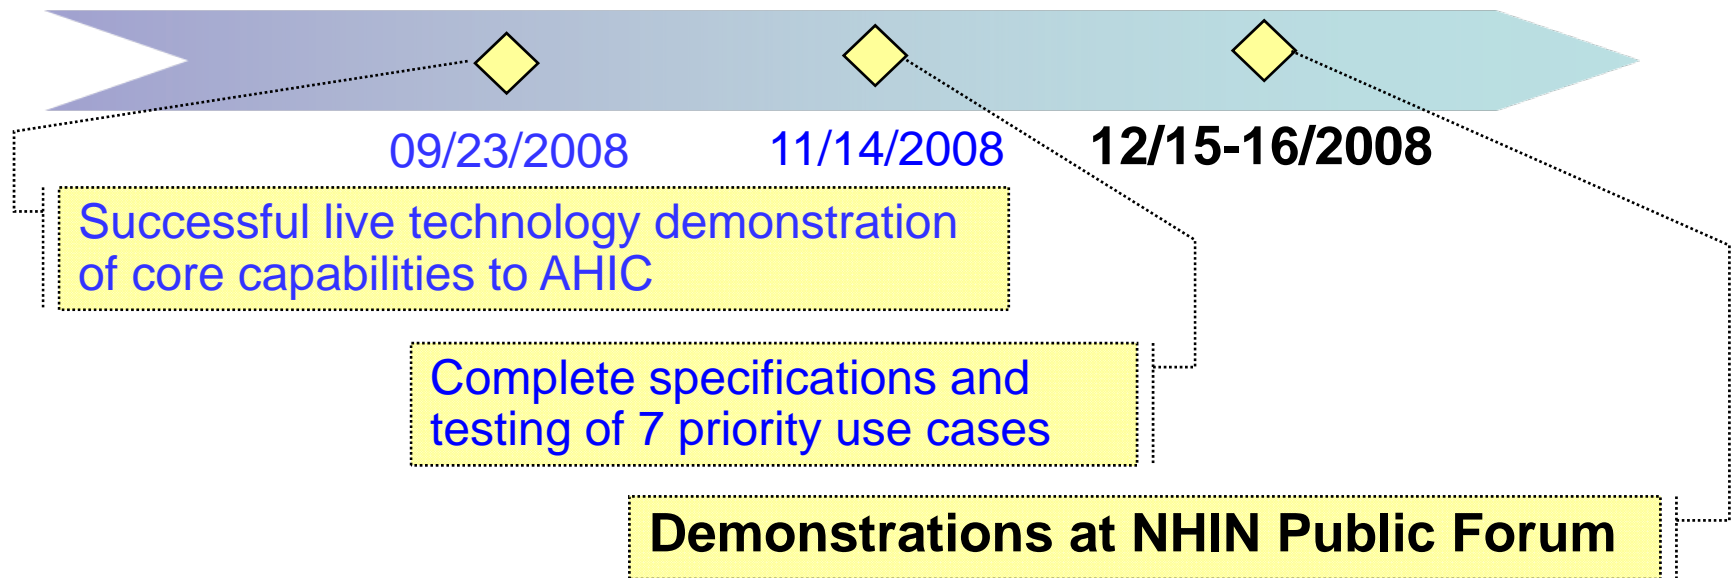 09/23/2008
11/14/2008
12/15-16/2008
Successful live technology demonstration
of core capabilities to AHIC
Complete specifications and
testing of 7 priority use cases
Demonstrations at NHIN Public Forum